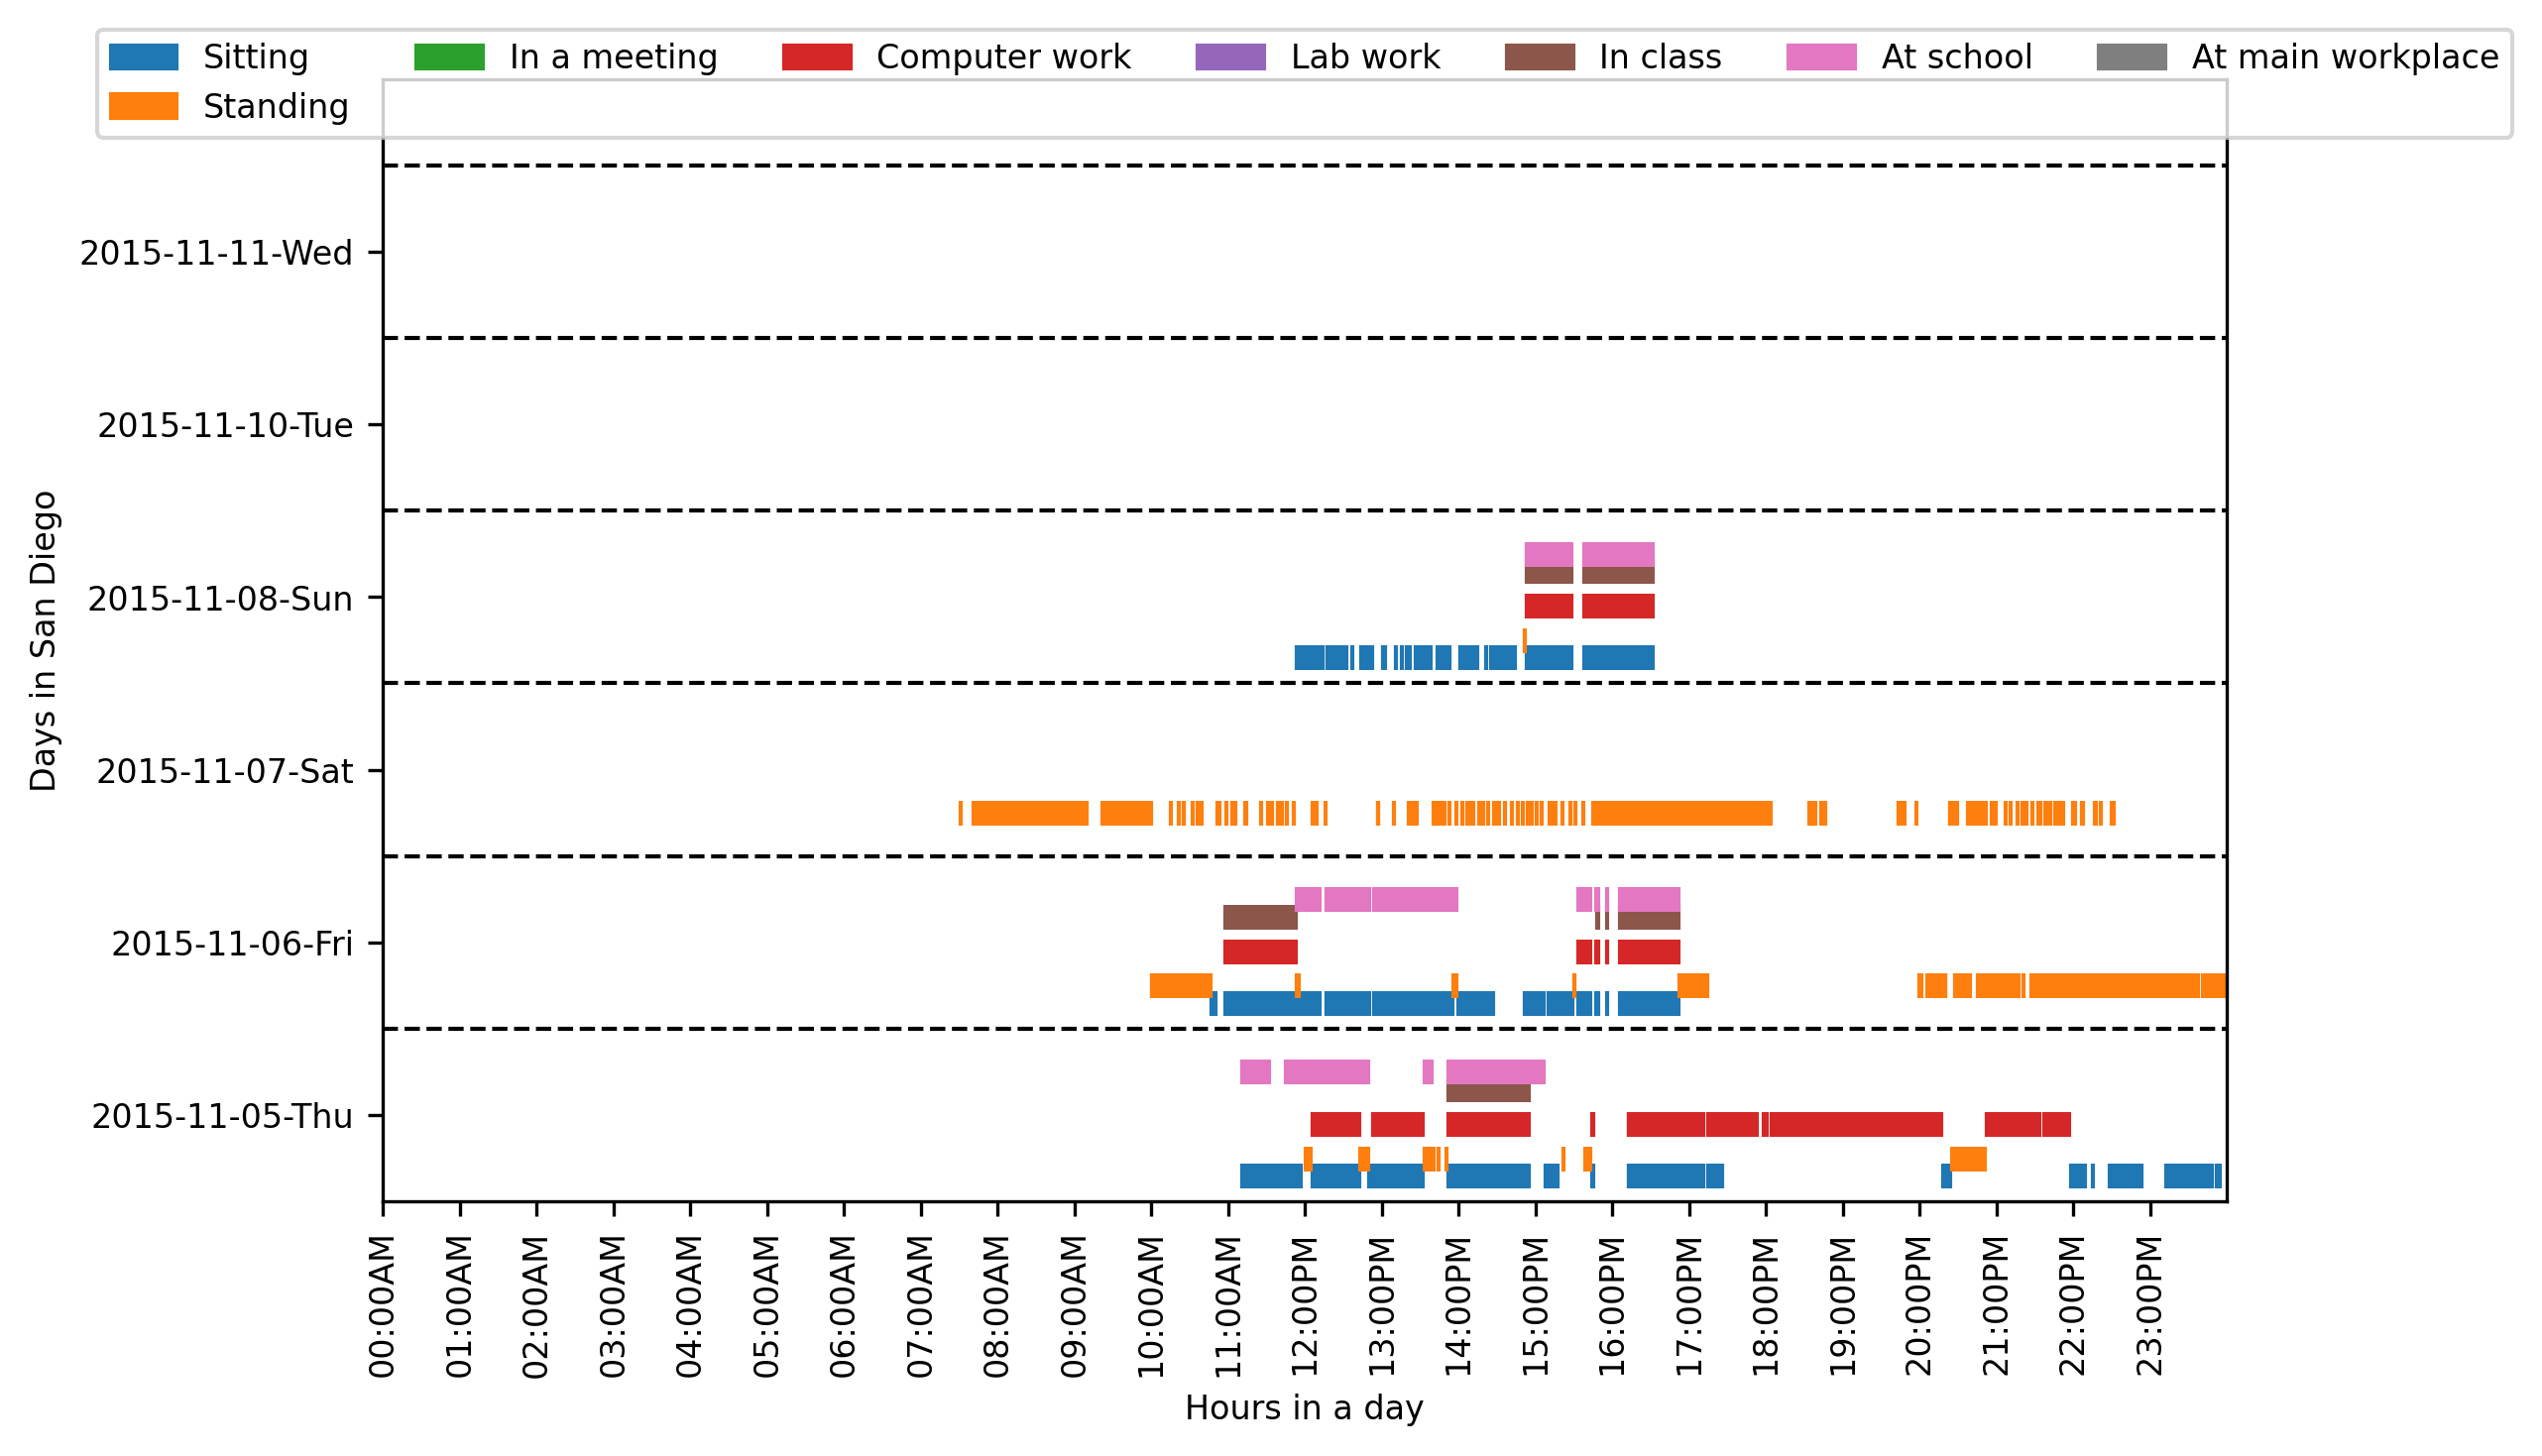 Sitting In a meeting Computer work Lab work In class At school At main workplace
Standing
2015-11-11-Wed
2015-11-10-Tue
2015-11-08-Sun
2015-11-07-Sat
2015-11-06-Fri
2015-11-05-Thu
Days in San Diego
00:00AM 01:00AM 02:00AM 03:00AM 04:00AM 05:00AM 06:00AM 07:00AM 08:00AM 09:00AM 10:00AM 11:00AM 12:00PM 13:00PM 14:00PM 15:00PM 16:00PM 17:00PM 18:00PM 19:00PM 20:00PM 21:00PM 22:00PM 23:00PM
Hours in a day